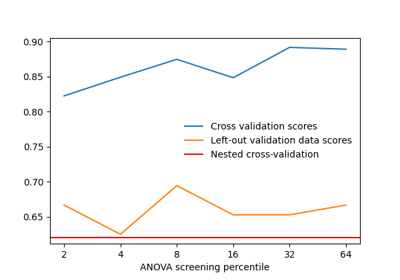 0.90
0.85
0.80
0.75
0.70
0.65
Cross validation scores
Left-out validation data scores
Nested cross-validation
2 4 8 16 32 64
ANOVA screening percentile